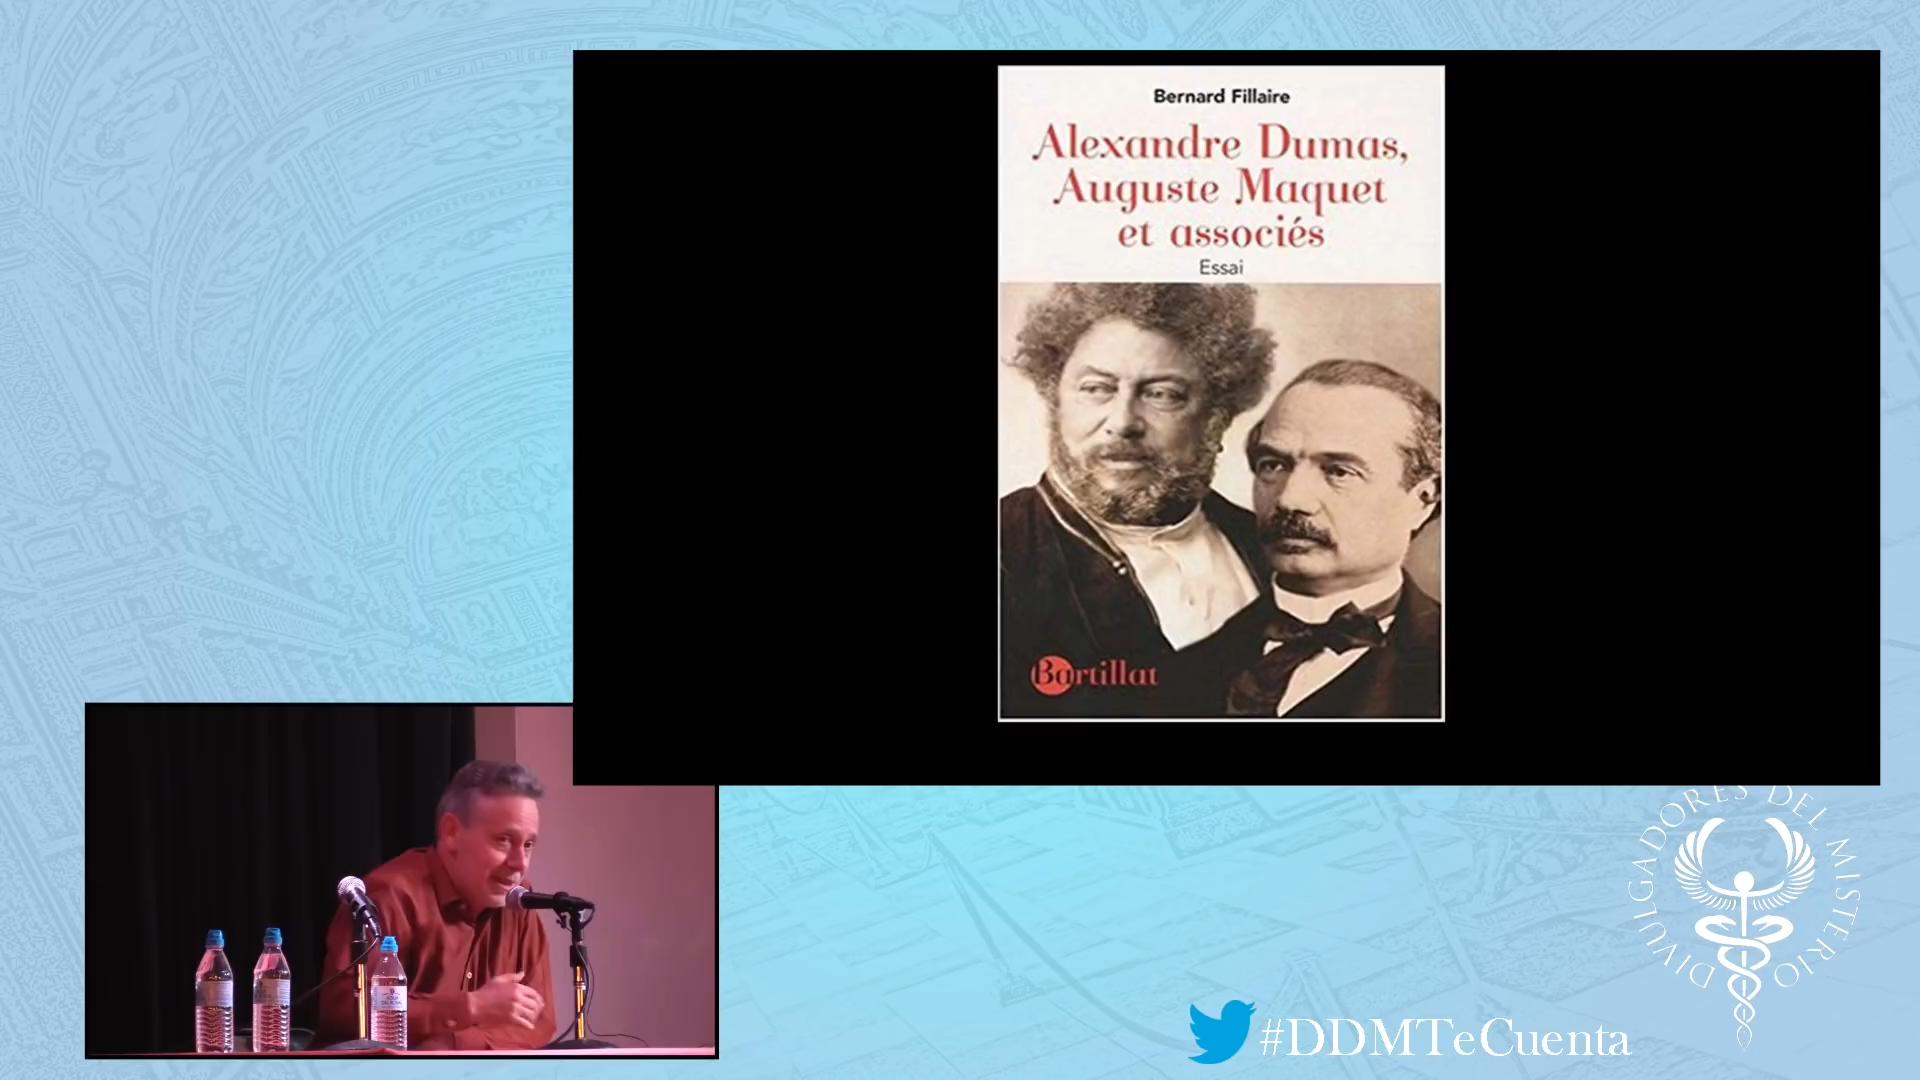 Bernard Fillaire
Alexandre Dumas,
Auguste Maquet
et associés
Essai
Bartillat
DIVULGADORES DEL MISTERIO
#DDMTeCuenta